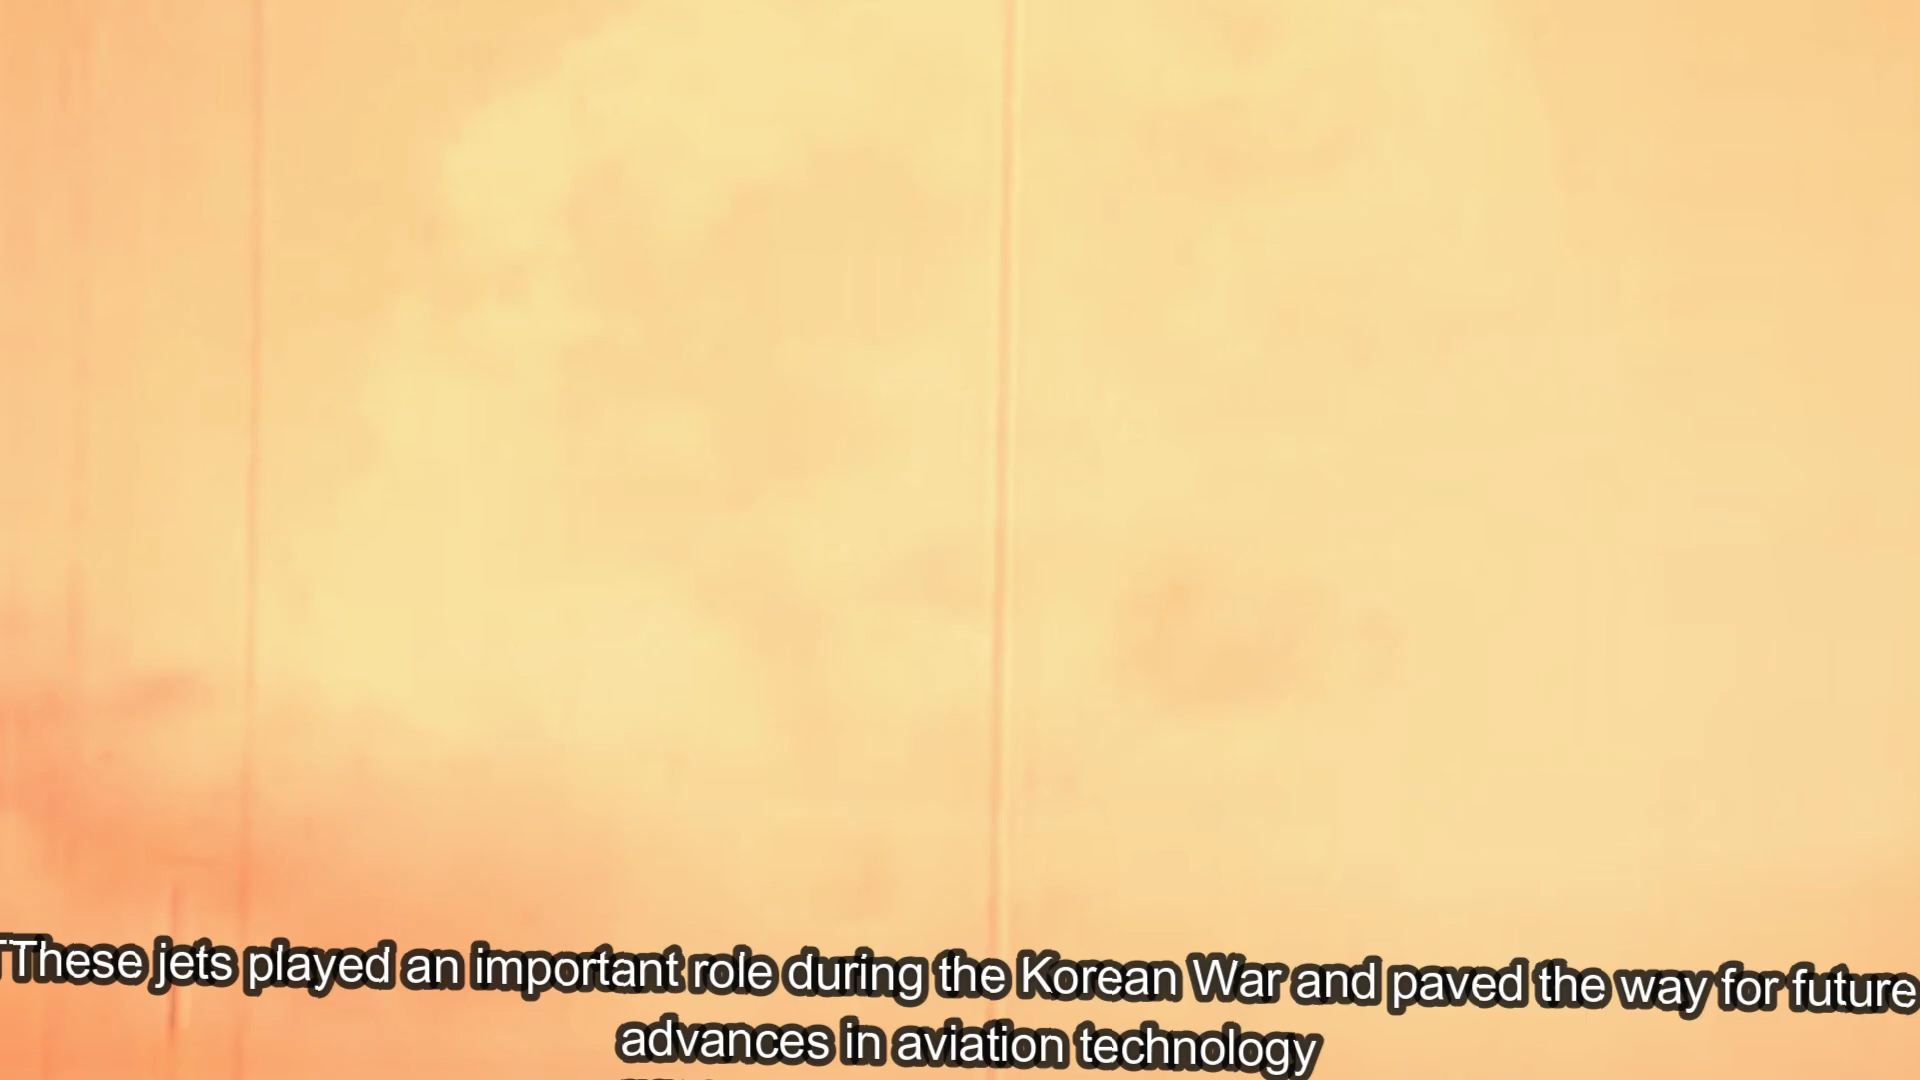 These jets played an important role during the Korean War and paved the way for future
advances in aviation technology